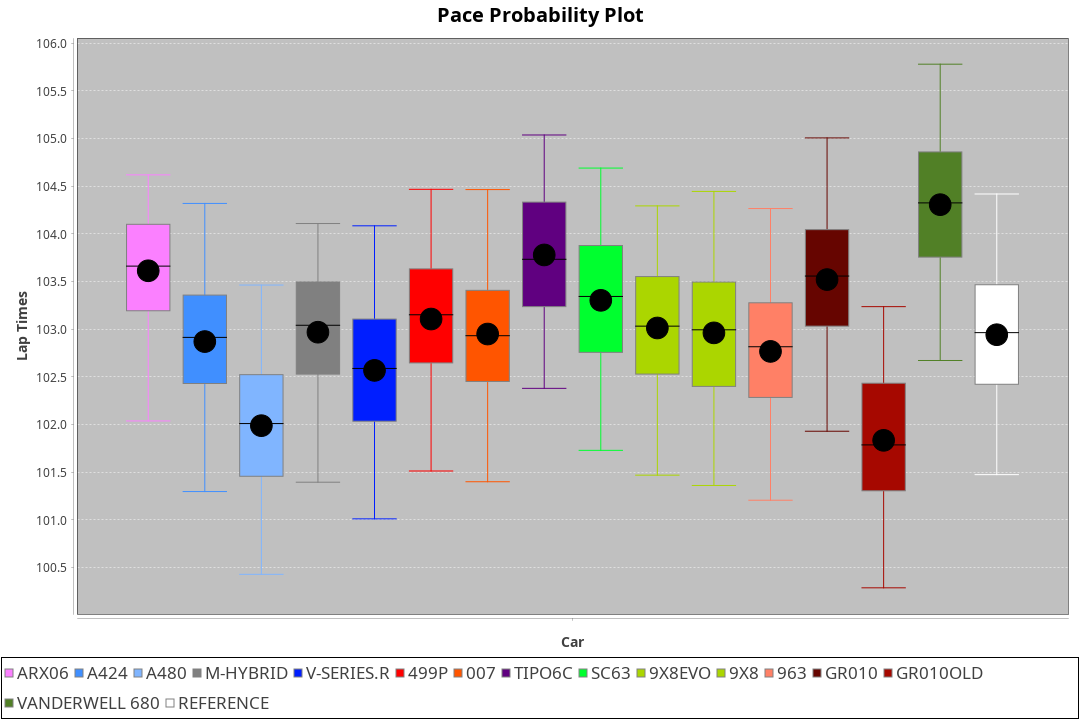 Pace Probability Plot
106.0
105.5
105.0
104.5
104.0
103.5
103.0
102.5
102.0
101.5
101.0
100.5
Lap Times
Car
ARX06 A424 A480 M-HYBRID V-SERIES.R 499P 007 TIPO6C SC63 9X8EVO 9X8 963 GR010 GR010OLD
VANDERWELL 680 REFERENCE